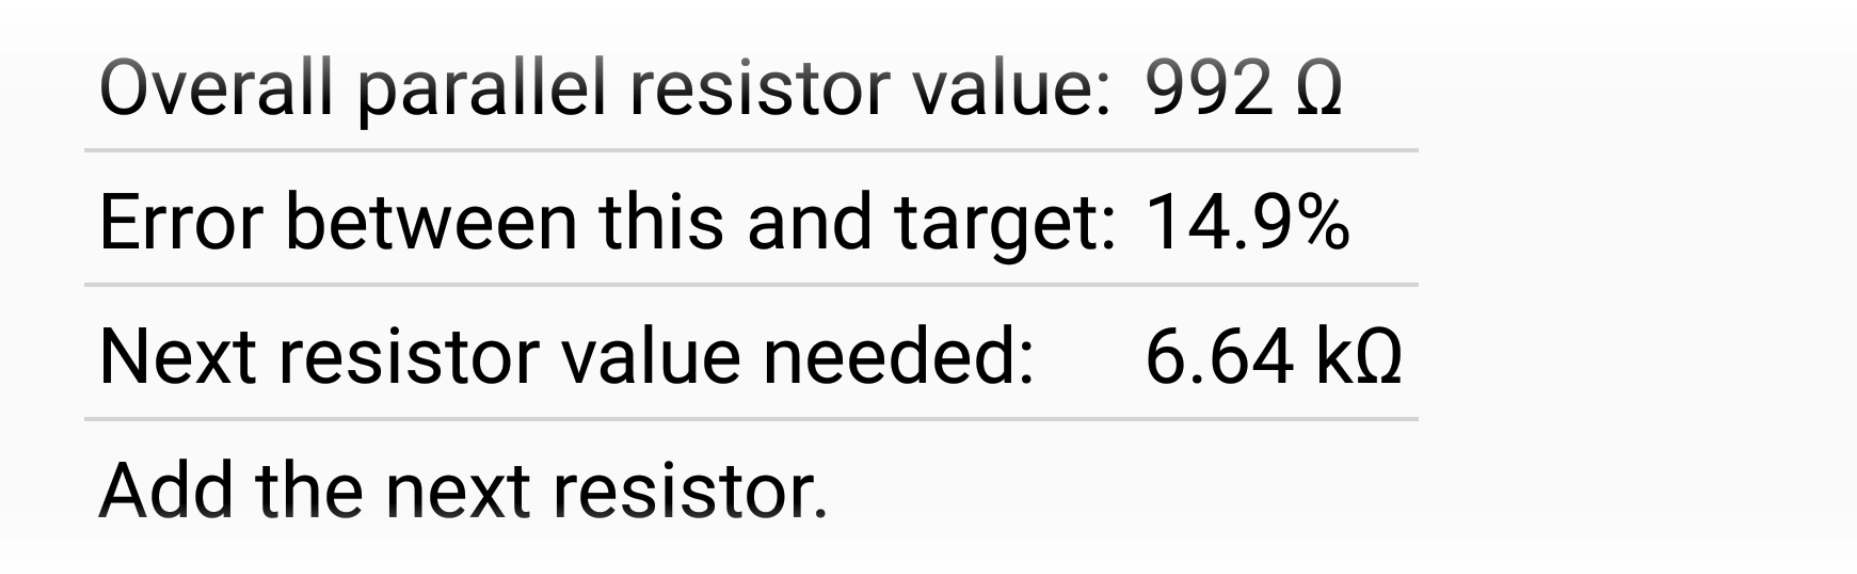 Overall parallel resistor value: 992 Ω
Error between this and target: 14.9%
Next resistor value needed: 6.64 kΩ
Add the next resistor.